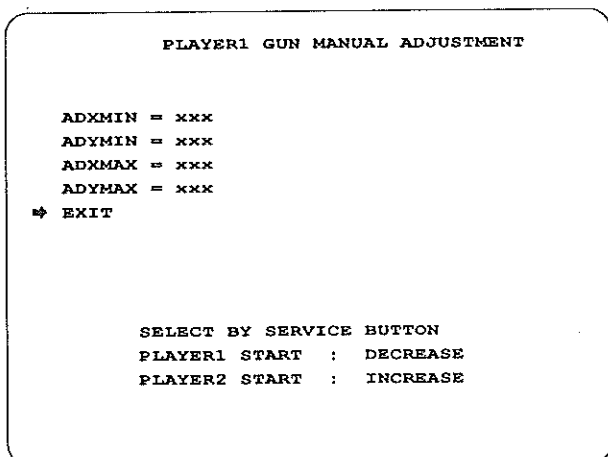 PLAYER1 GUN MANUAL ADJUSTMENT
ADXMIN = xxx
ADYMIN = xxx
ADXMAX = xxx
ADYMAX = xxx
⇨ EXIT
SELECT BY SERVICE BUTTON
PLAYER1 START : DECREASE
PLAYER2 START : INCREASE